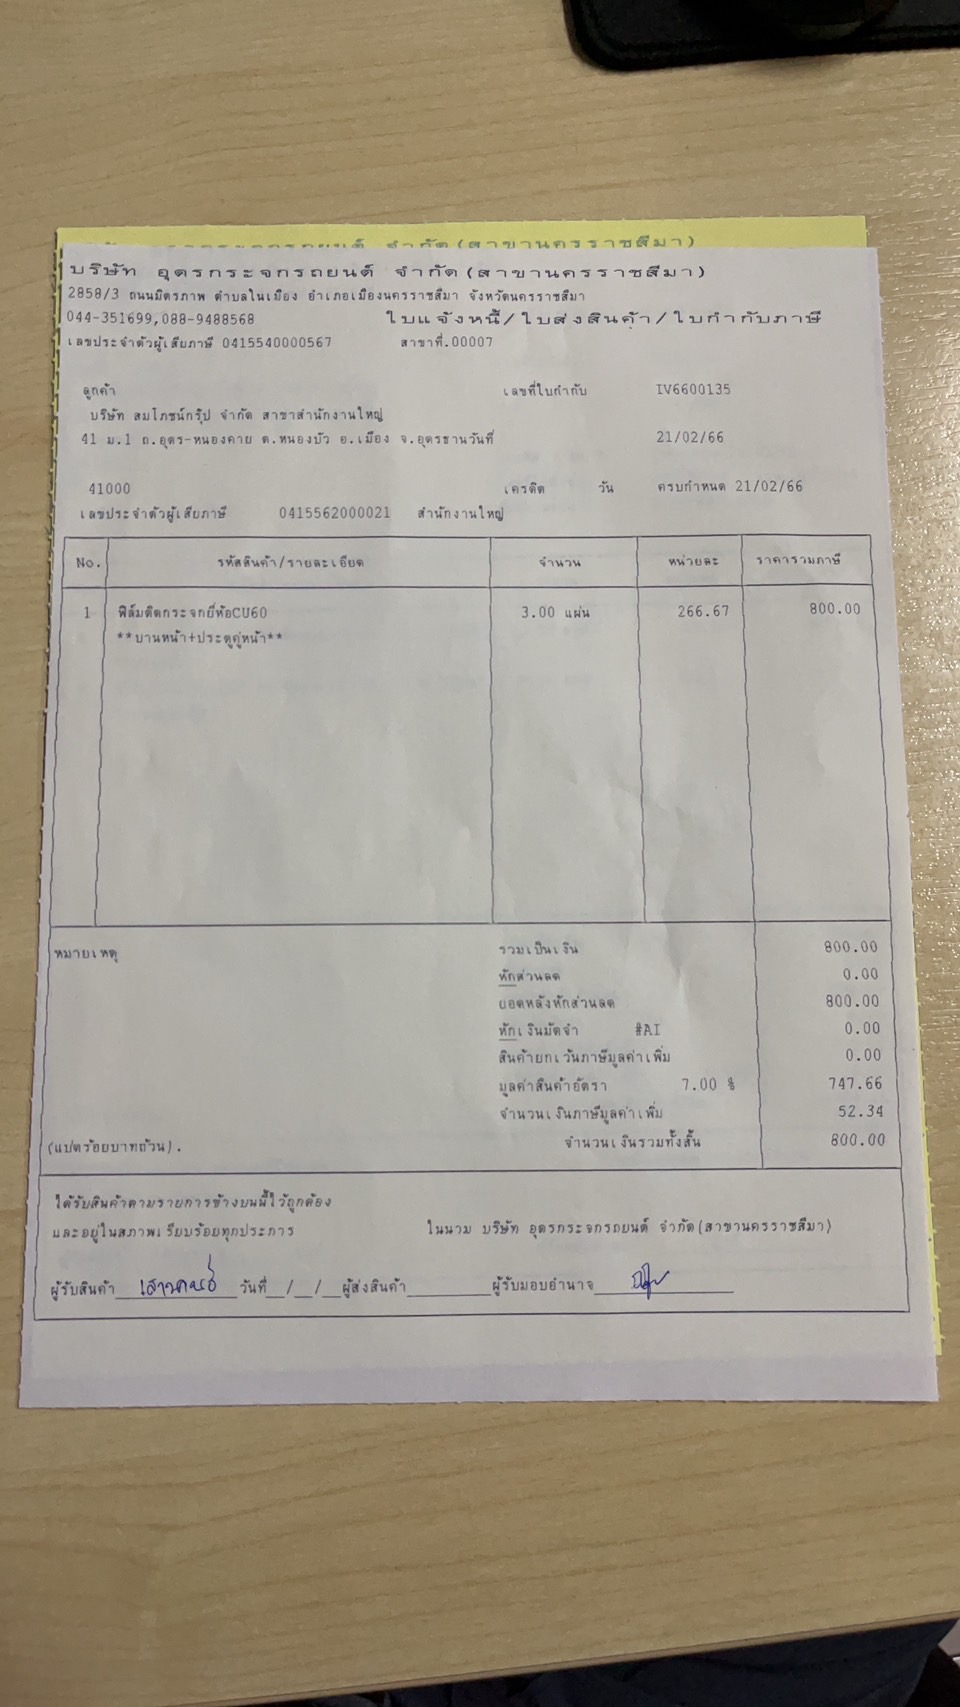 บริษัท อุดรกระจกรถยนต์ จำกัด(สาขานครราชสีมา)
2858/3 ถนนมิตรภาพ ตำบลในเมือง อำเภอเมืองนครราชสีมา จังหวัดนครราชสีมา
044-351699,088-9488568 ใบแจ้งหนี้/ใบส่งสินค้า/ใบกำกับภาษี
เลขประจำตัวผู้เสียภาษี 0415540000567 สาขาที่.00007
ลูกค้า เลขที่ใบกำกับ IV6600135
บริษัท สมโภชน์กรุ๊ป จำกัด สาขาสำนักงานใหญ่
41 ม.1 ถ.อุดร-หนองคาย ต.หนองบัว อ.เมือง จ.อุดรธานวันที่ 21/02/66
41000 เครดิต วัน ครบกำหนด 21/02/66
เลขประจำตัวผู้เสียภาษี 0415562000021 สำนักงานใหญ่
No. รหัสสินค้า/รายละเอียด จำนวน หน่วยละ ราคารวมภาษี
1 ฟิล์มติดกระจกยี่ห้อCU60 3.00 แผ่น 266.67 800.00
**บานหน้า+ประตูคู่หน้า**
หมายเหตุ รวมเป็นเงิน 800.00
หักส่วนลด 0.00
ยอดหลังหักส่วนลด 800.00
หักเงินมัดจำ #AI 0.00
สินค้ายกเว้นภาษีมูลค่าเพิ่ม 0.00
มูลค่าสินค้าอัตรา 7.00 % 747.66
จำนวนเงินภาษีมูลค่าเพิ่ม 52.34
(แปดร้อยบาทถ้วน). จำนวนเงินรวมทั้งสิ้น 800.00
ได้รับสินค้าตามรายการข้างบนนี้ไว้ถูกต้อง
และอยู่ในสภาพเรียบร้อยทุกประการ ในนาม บริษัท อุดรกระจกรถยนต์ จำกัด(สาขานครราชสีมา)
ผู้รับสินค้า วันที่__/__/__ผู้ส่งสินค้า ผู้รับมอบอำนาจ